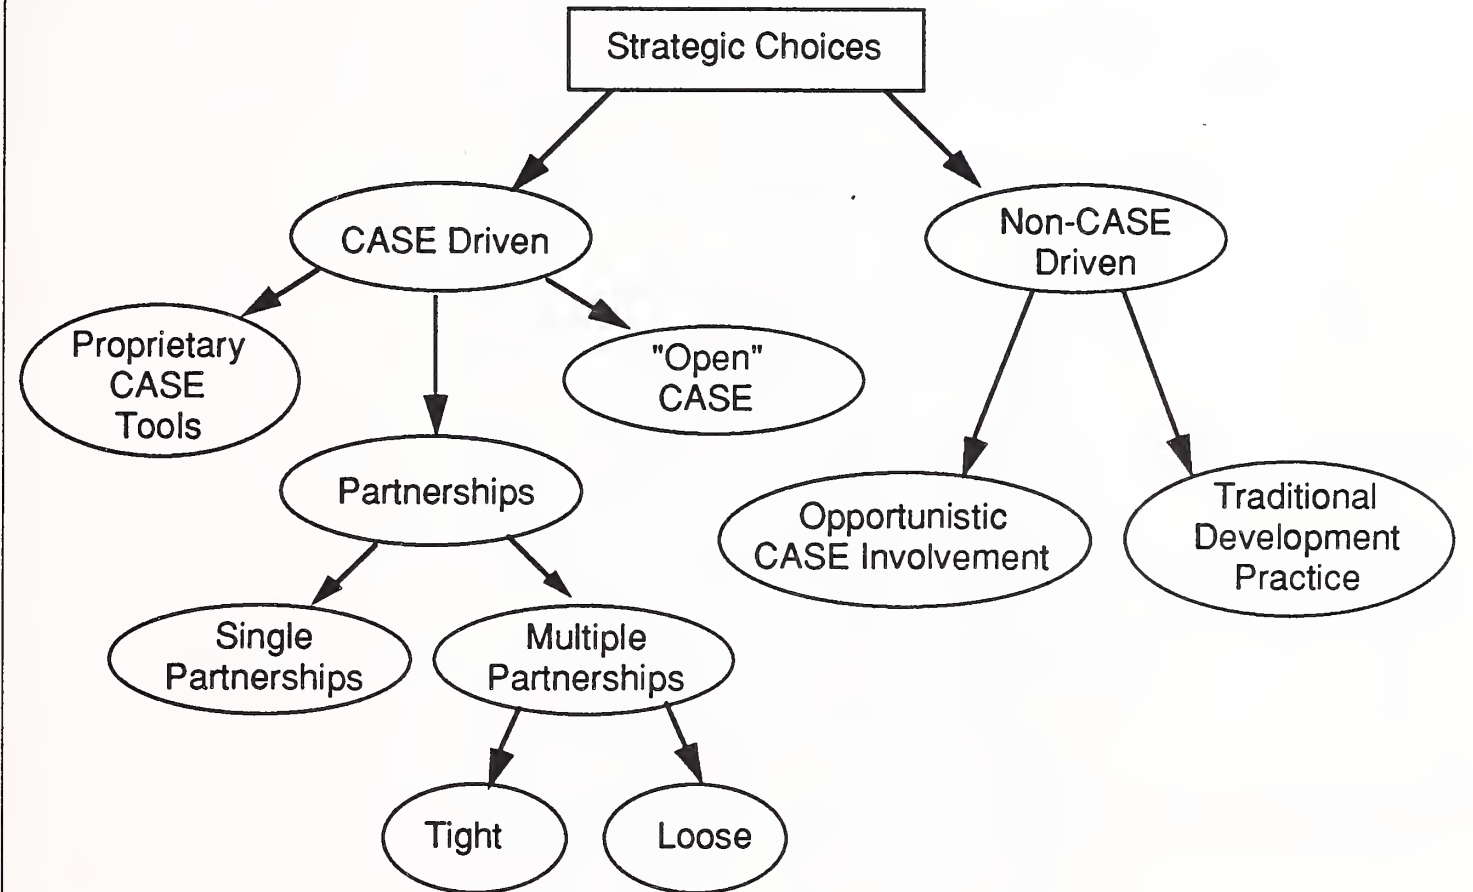 Strategic Choices
CASE Driven
Non-CASE
Driven
Proprietary
CASE
Tools
"Open"
CASE
Partnerships
Opportunistic
CASE Involvement
Traditional
Development
Practice
Single
Partnerships
Multiple
Partnerships
Tight
Loose